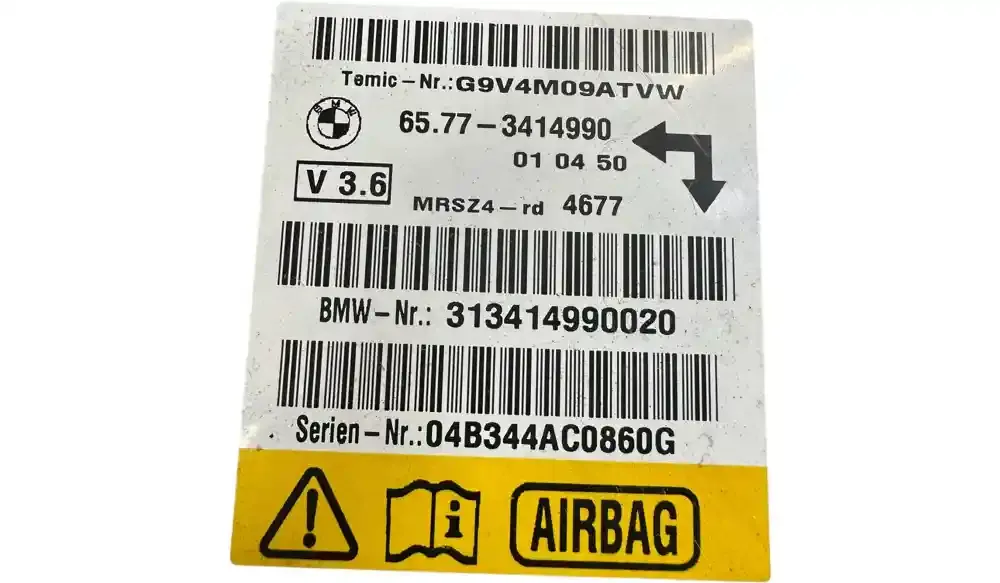 Temic-Nr.:G9V4M09ATVW
BMW
65.77-3414990
01 04 50
V 3.6
MRSZ4-rd 4677
BMW-Nr.: 313414990020
Serien-Nr.:04B344AC0860G
i
AIRBAG